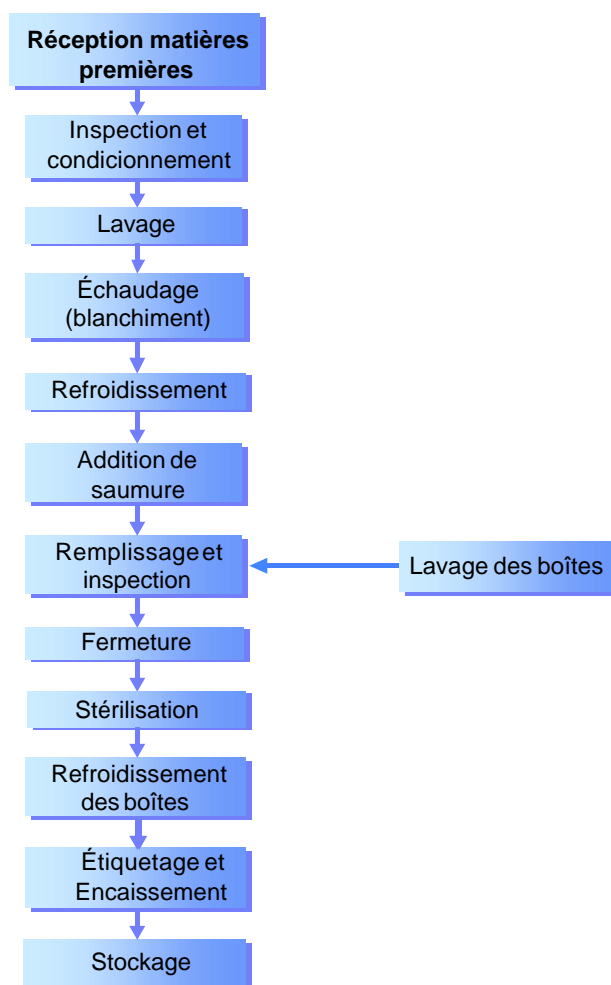 Réception matières
premières
Inspection et
condicionnement
Lavage
Échaudage
(blanchiment)
Refroidissement
Addition de
saumure
Remplissage et
inspection
Lavage des boîtes
Fermeture
Stérilisation
Refroidissement
des boîtes
Étiquetage et
Encaissement
Stockage